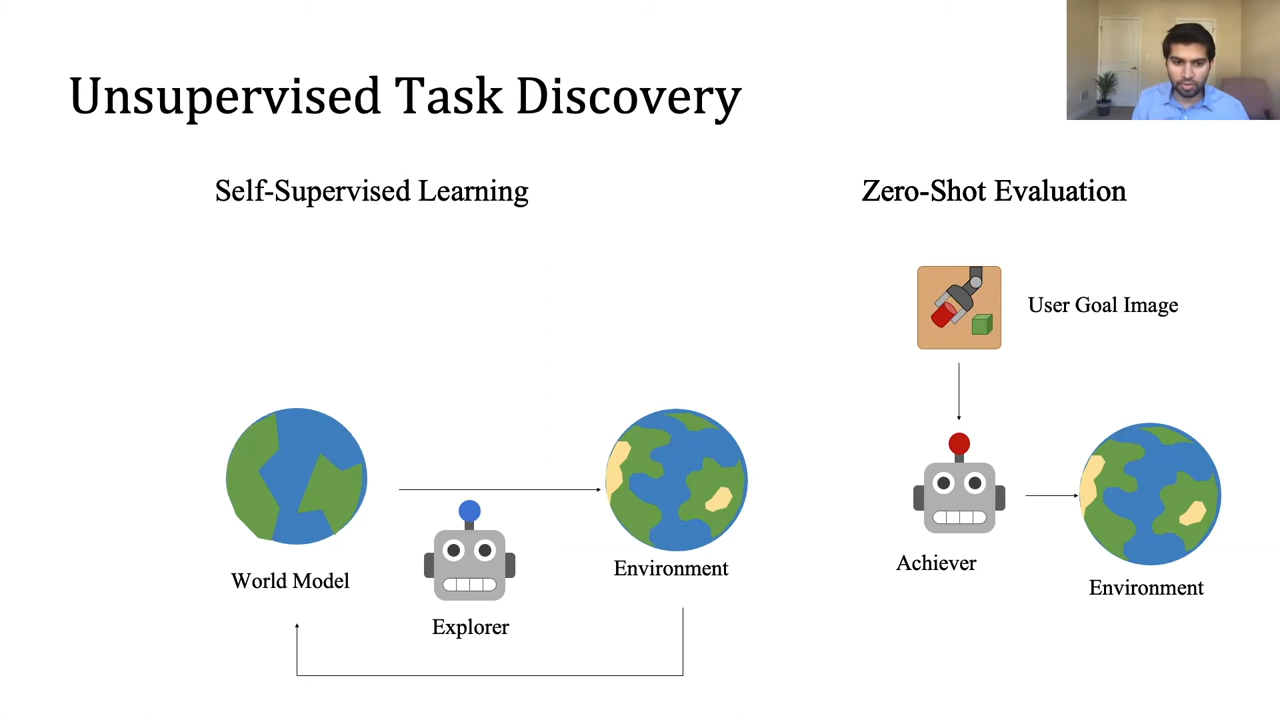 Unsupervised Task Discovery
Self-Supervised Learning
Zero-Shot Evaluation
User Goal Image
World Model
Explorer
Environment
Achiever
Environment